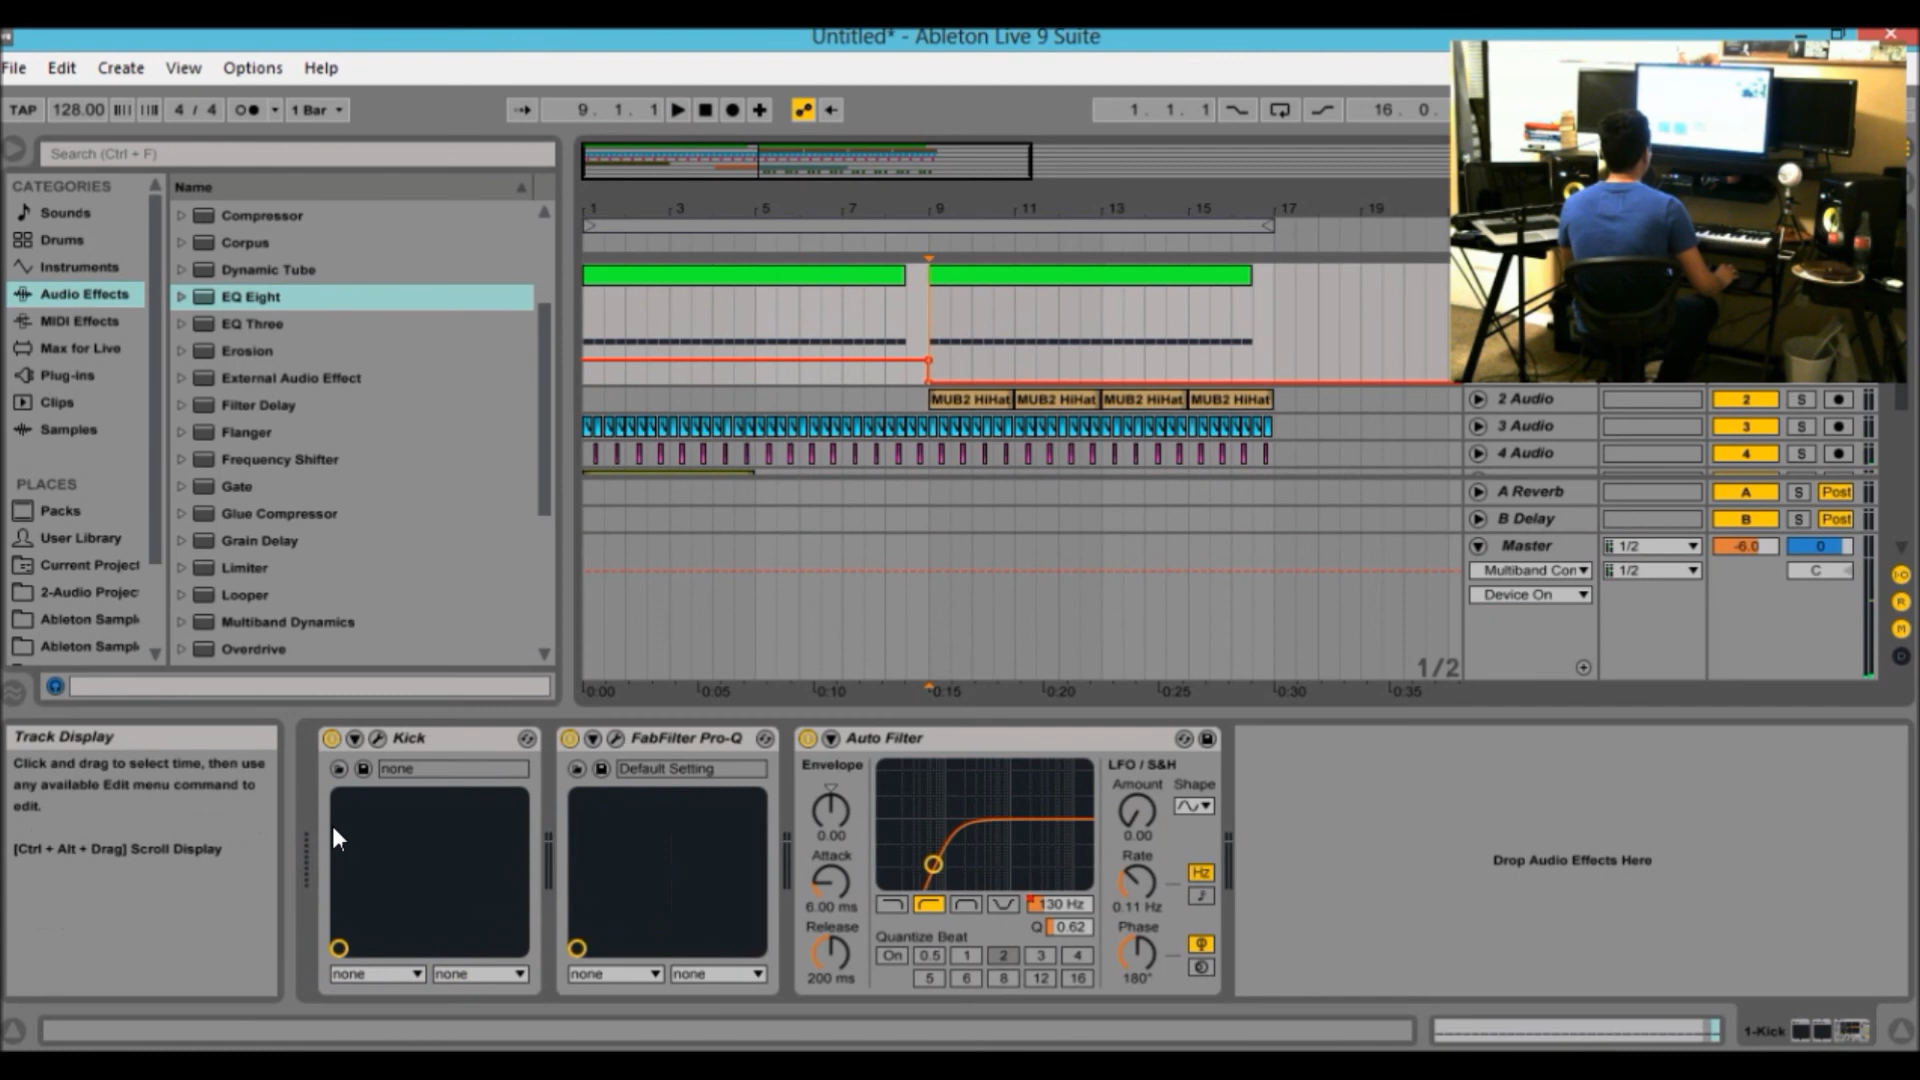 Untitled* - Ableton Live 9 Suite
File Edit Create View Options Help
TAP 128.00 4 / 4 1 Bar 9. 1. 1 1. 1. 1 16. 0.
Search (Ctrl + F)
CATEGORIES
Sounds
Drums
Instruments
Audio Effects
MIDI Effects
Max for Live
Plug-ins
Clips
Samples
PLACES
Packs
User Library
Current Project
2-Audio Projec
Ableton Sampl
Ableton Sampl
Name
Compressor
Corpus
Dynamic Tube
EQ Eight
EQ Three
Erosion
External Audio Effect
Filter Delay
Flanger
Frequency Shifter
Gate
Glue Compressor
Grain Delay
Limiter
Looper
Multiband Dynamics
Overdrive
1 3 5 7 9 11 13 15 17 19
MUB2 HiHat MUB2 HiHat MUB2 HiHat MUB2 HiHat
2 Audio 2 S
3 Audio 3 S
4 Audio 4 S
A Reverb A S Post
B Delay B S Post
Master 1/2 -6.0 0
Multiband Con 1/2 C
Device On
1/2
0:00 0:05 0:10 0:15 0:20 0:25 0:30 0:35
Track Display
Click and drag to select time, then use
any available Edit menu command to
edit.
[Ctrl + Alt + Drag] Scroll Display
Kick
none
none none
FabFilter Pro-Q
Default Setting
none none
Auto Filter
Envelope
0.00
Attack
6.00 ms
Release
200 ms
130 Hz
Q 0.62
Quantize Beat
On 0.5 1 2 3 4
5 6 8 12 16
LFO / S&H
Amount Shape
0.00
Rate
Hz
0.11 Hz
Phase
180°
Drop Audio Effects Here
1-Kick